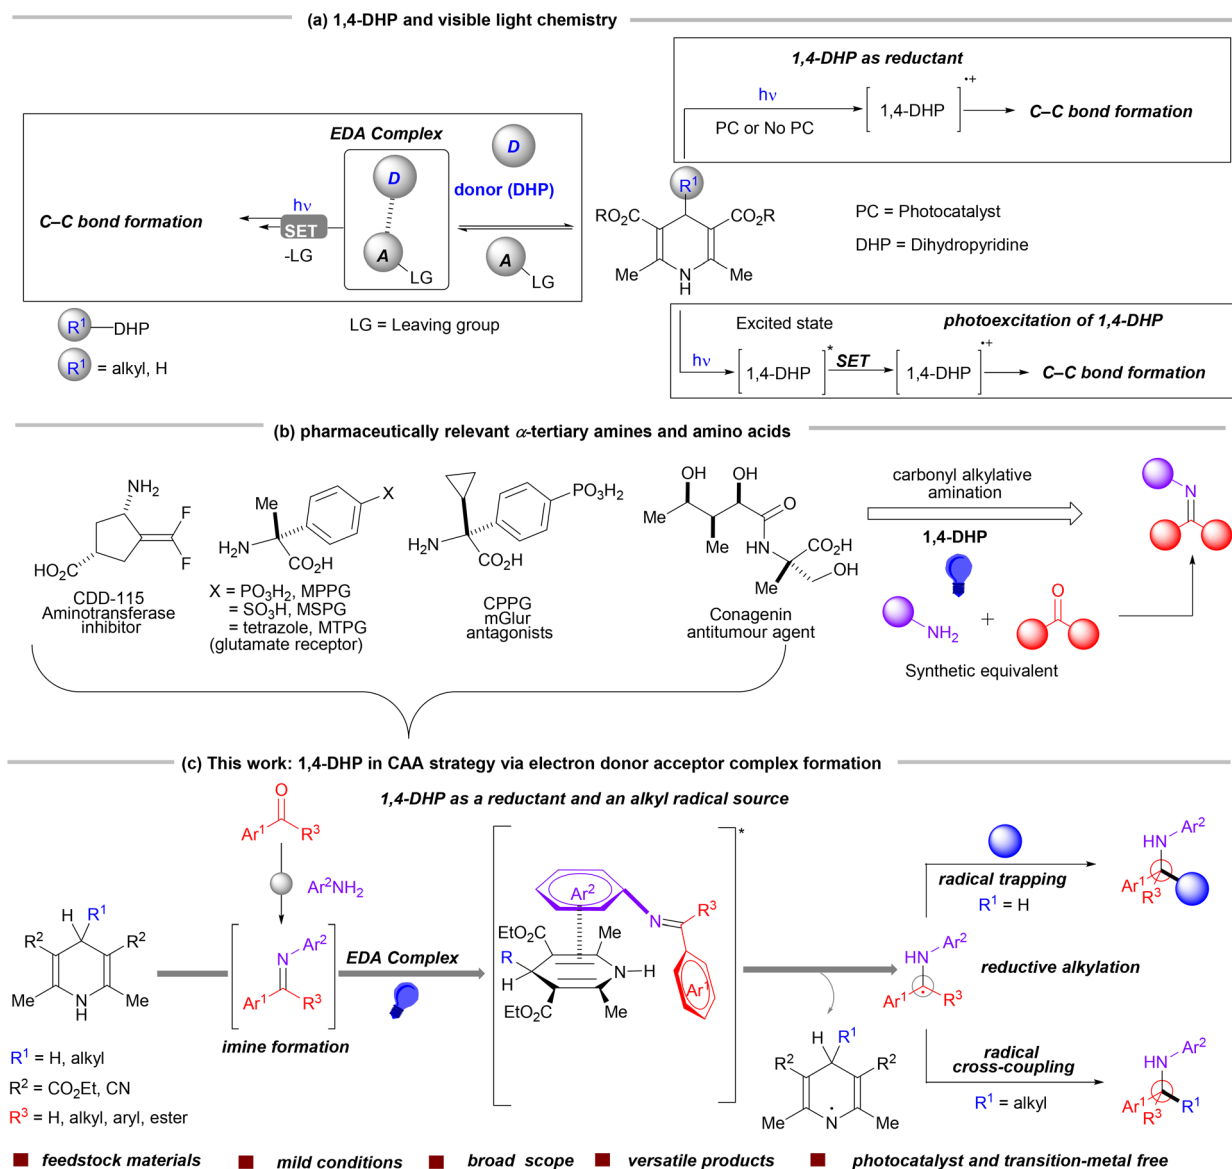 (a) 1,4-DHP and visible light chemistry
1,4-DHP as reductant
hν
PC or No PC
1,4-DHP
•+
C–C bond formation
EDA Complex
D
D
donor (DHP)
hν
C–C bond formation
SET
-LG
A
LG
A
LG
R1
RO2C
CO2R
Me
N
H
Me
PC = Photocatalyst
DHP = Dihydropyridine
R1
DHP
LG = Leaving group
R1
= alkyl, H
Excited state
photoexcitation of 1,4-DHP
hν
1,4-DHP
*
SET
1,4-DHP
•+
C–C bond formation
(b) pharmaceutically relevant α-tertiary amines and amino acids
NH2
F
F
HO2C
CDD-115
Aminotransferase
inhibitor
Me
X
H2N
CO2H
X = PO3H2, MPPG
= SO3H, MSPG
= tetrazole, MTPG
(glutamate receptor)
PO3H2
H2N
CO2H
CPPG
mGlur
antagonists
OH
OH
O
Me
Me
HN
CO2H
OH
Me
Conagenin
antitumour agent
carbonyl alkylative
amination
1,4-DHP
N
NH2
+
O
Synthetic equivalent
(c) This work: 1,4-DHP in CAA strategy via electron donor acceptor complex formation
1,4-DHP as a reductant and an alkyl radical source
O
Ar1
R3
Ar2NH2
H
R1
R2
R2
Me
N
H
Me
N
Ar2
Ar1
R3
imine formation
EDA Complex
*
Ar2
N
R3
EtO2C
Me
R
H
N
H
EtO2C
Me
Ar1
H
R1
R2
R2
Me
N
•
Me
HN
Ar2
Ar1
•
R3
reductive alkylation
radical trapping
R1 = H
HN
Ar2
Ar1
R3
radical
cross-coupling
R1 = alkyl
HN
Ar2
Ar1
R3
R1
R1 = H, alkyl
R2 = CO2Et, CN
R3 = H, alkyl, aryl, ester
feedstock materials
mild conditions
broad scope
versatile products
photocatalyst and transition-metal free